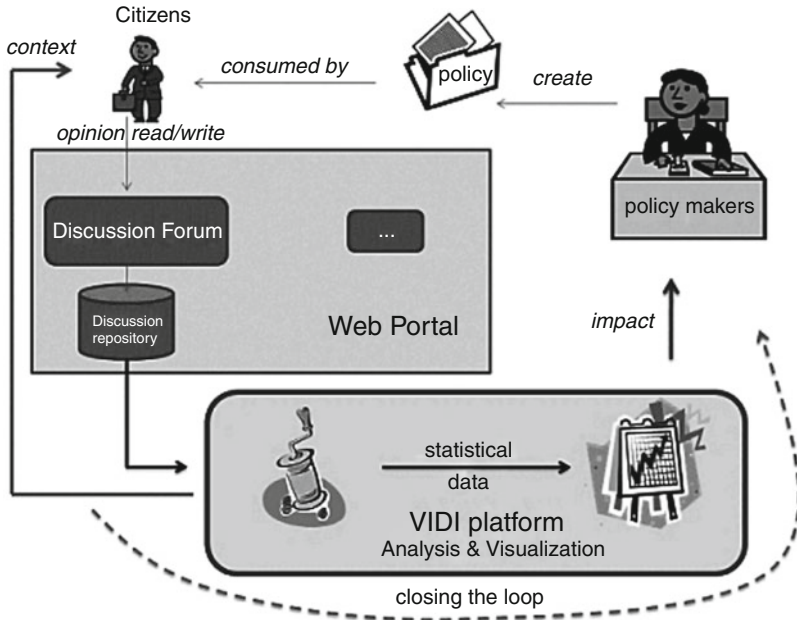 Citizens
context
consumed by
policy
create
opinion read/write
policy makers
Discussion Forum
...
Discussion
repository
Web Portal
impact
statistical
data
VIDI platform
Analysis & Visualization
closing the loop